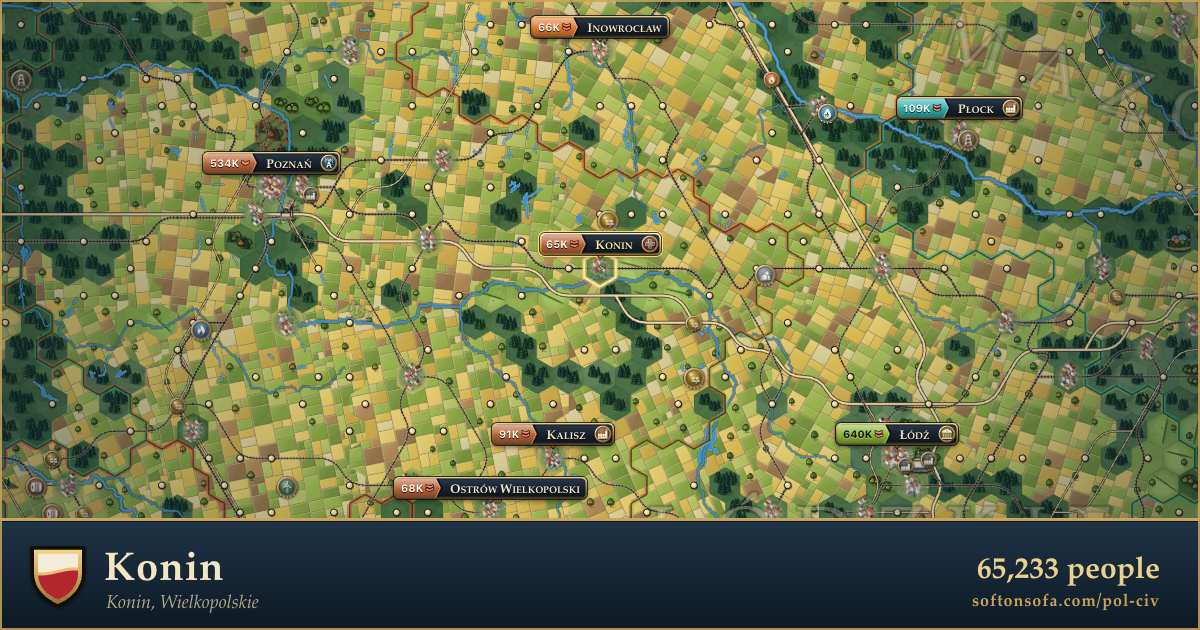 66K INOWROCŁAW
M A Z
109K PŁOCK
534K POZNAŃ
65K KONIN
91K KALISZ
640K ŁÓDŹ
68K OSTRÓW WIELKOPOLSKI
Konin
Konin, Wielkopolskie
65,233 people
softonsofa.com/pol-civ